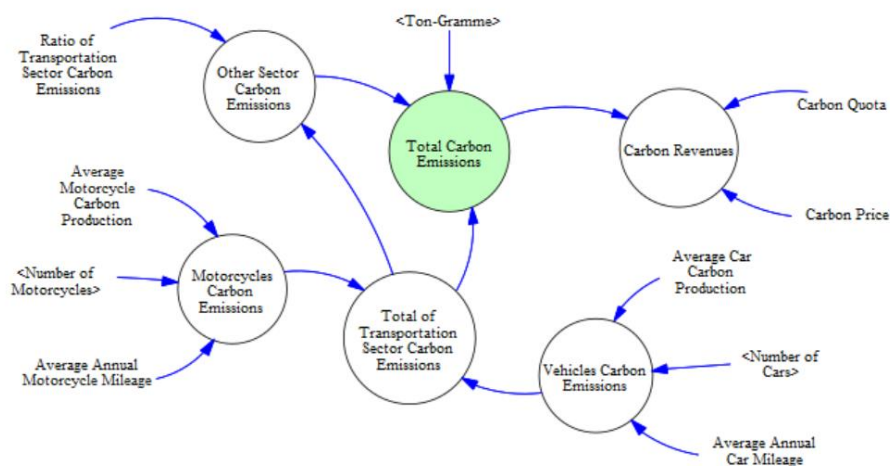 <Ton-Gramme>
Ratio of
Transportation
Sector Carbon
Emissions
Other Sector
Carbon
Emissions
Total Carbon
Emissions
Carbon Revenues
Carbon Quota
Carbon Price
Average
Motorcycle
Carbon
Production
<Number of
Motorcycles>
Motorcycles
Carbon
Emissions
Average Annual
Motorcycle Mileage
Total of
Transportation
Sector Carbon
Emissions
Average Car
Carbon
Production
Vehicles Carbon
Emissions
<Number of
Cars>
Average Annual
Car Mileage